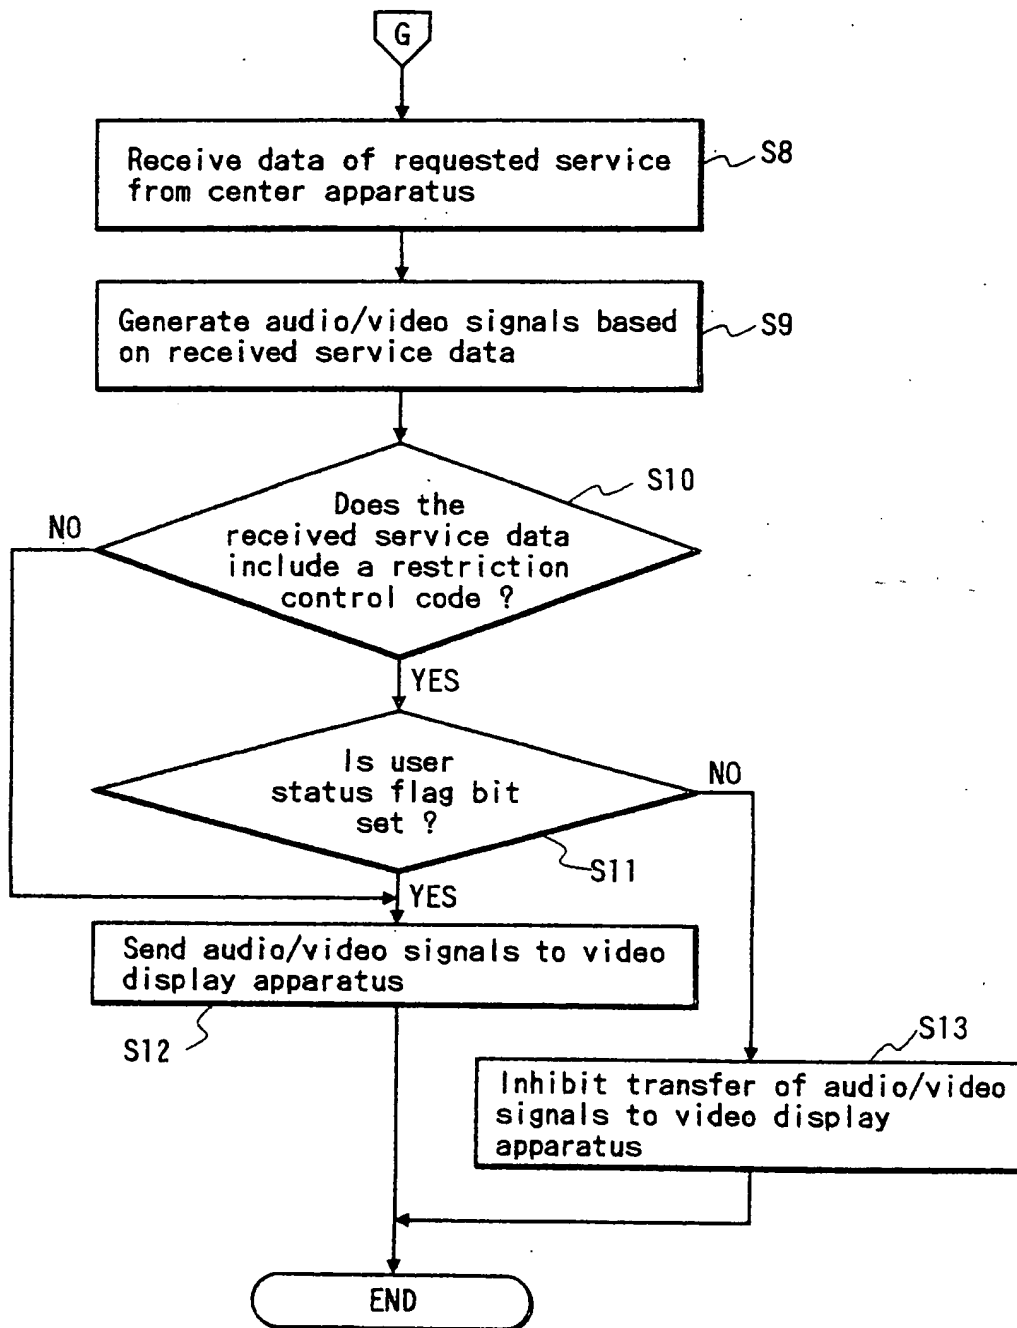 G
Receive data of requested service
from center apparatus
S8
Generate audio/video signals based
on received service data
S9
S10
Does the
received service data
include a restriction
control code ?
NO
YES
Is user
status flag bit
set ?
NO
S11
YES
Send audio/video signals to video
display apparatus
S12
S13
Inhibit transfer of audio/video
signals to video display
apparatus
END